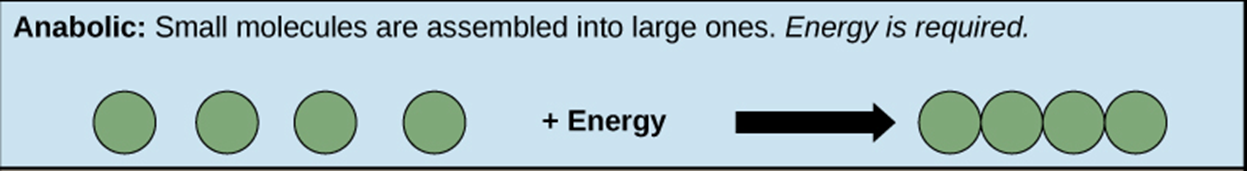 Anabolic: Small molecules are assembled into large ones. Energy is required.
+ Energy